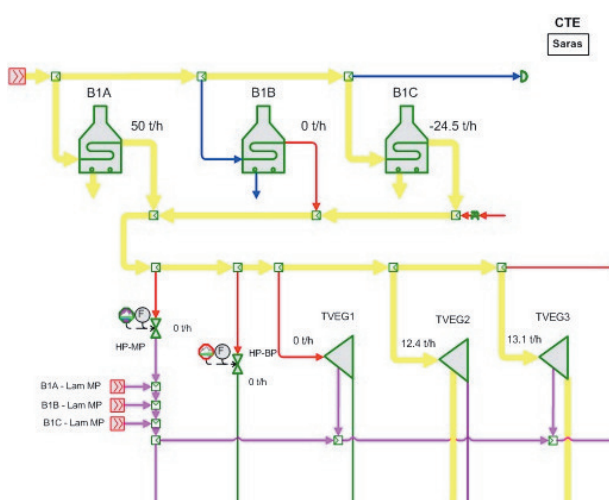 CTE
Saras
B1A
B1B
B1C
50 t/h
0 t/h
-24.5 t/h
TVEG1
TVEG2
TVEG3
F
0 t/h
HP-MP
F
HP-BP
0 t/h
0 t/h
12.4 t/h
13.1 t/h
B1A - Lam MP
B1B - Lam MP
B1C - Lam MP